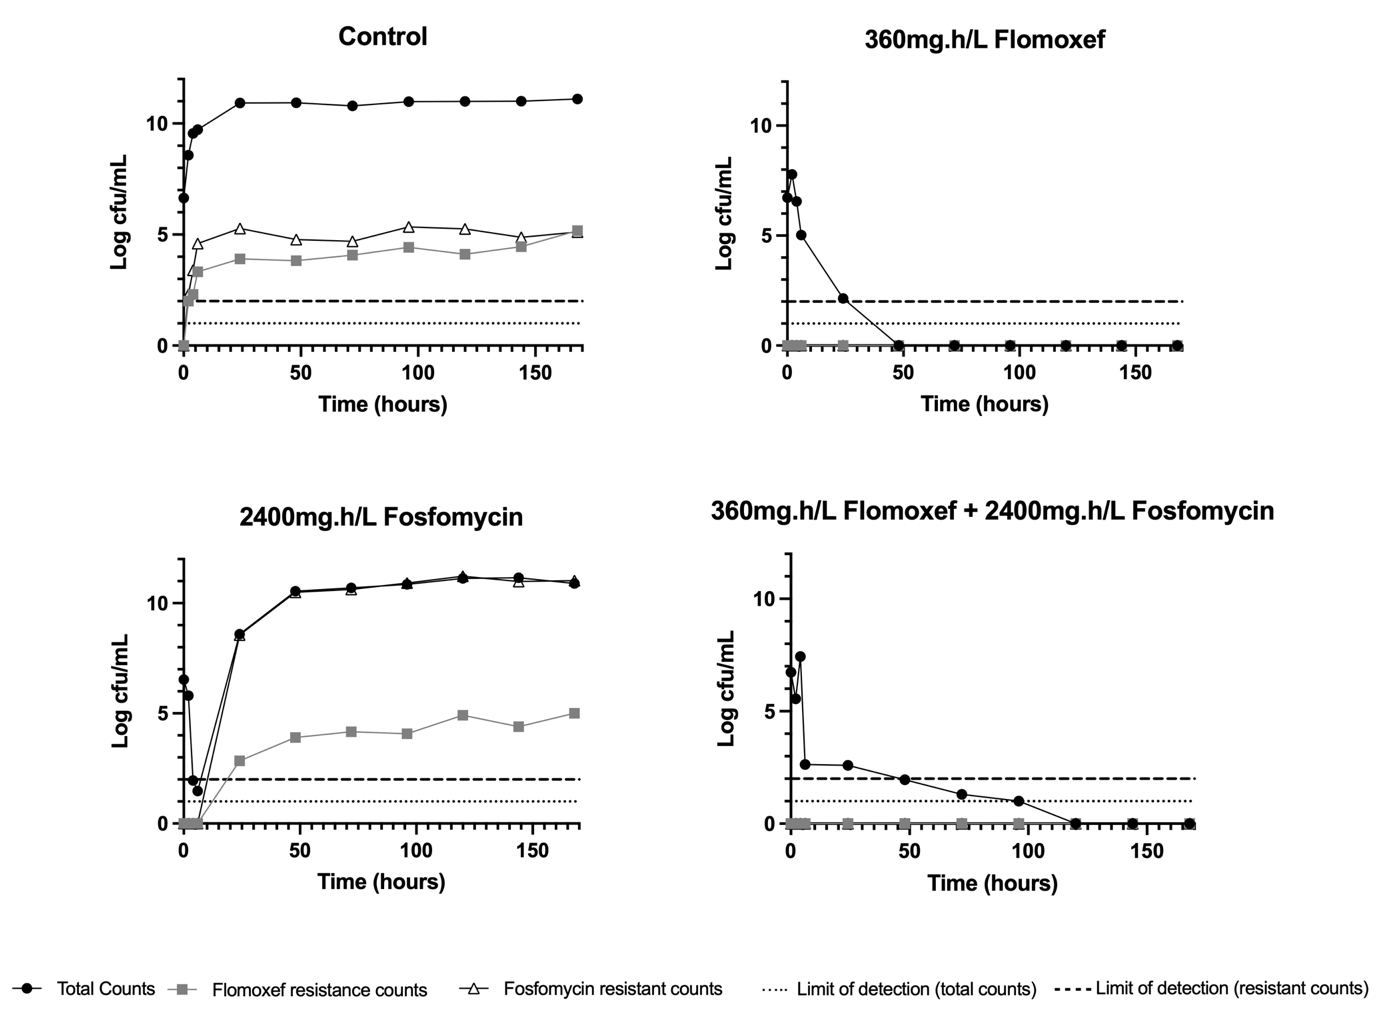 Control
10
5
0
Log cfu/mL
0 50 100 150
Time (hours)
360mg.h/L Flomoxef
10
5
0
Log cfu/mL
0 50 100 150
Time (hours)
2400mg.h/L Fosfomycin
10
5
0
Log cfu/mL
0 50 100 150
Time (hours)
360mg.h/L Flomoxef + 2400mg.h/L Fosfomycin
10
5
0
Log cfu/mL
0 50 100 150
Time (hours)
Total Counts Flomoxef resistance counts Fosfomycin resistant counts Limit of detection (total counts) Limit of detection (resistant counts)